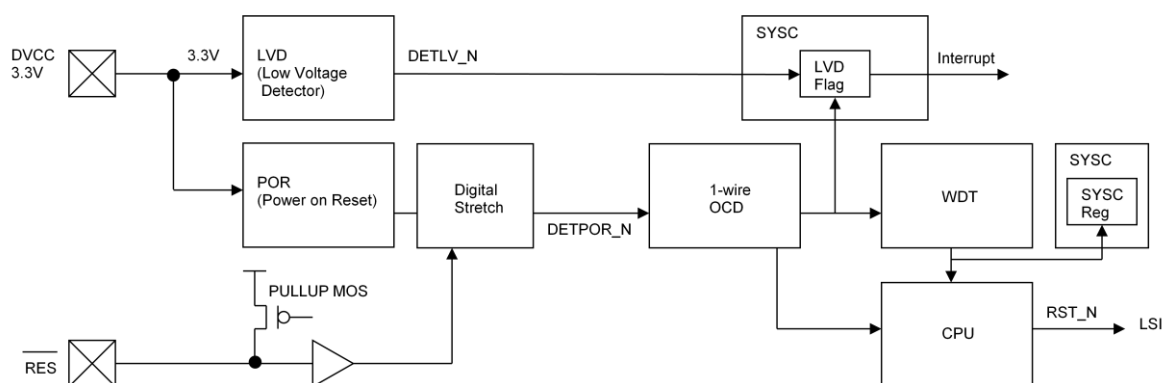 SYSC
DVCC
3.3V
3.3V
LVD
(Low Voltage
Detector)
DETLV_N
LVD
Flag
Interrupt
POR
(Power on Reset)
Digital
Stretch
DETPOR_N
1-wire
OCD
WDT
SYSC
SYSC
Reg
PULLUP MOS
RES
CPU
RST_N
LSI